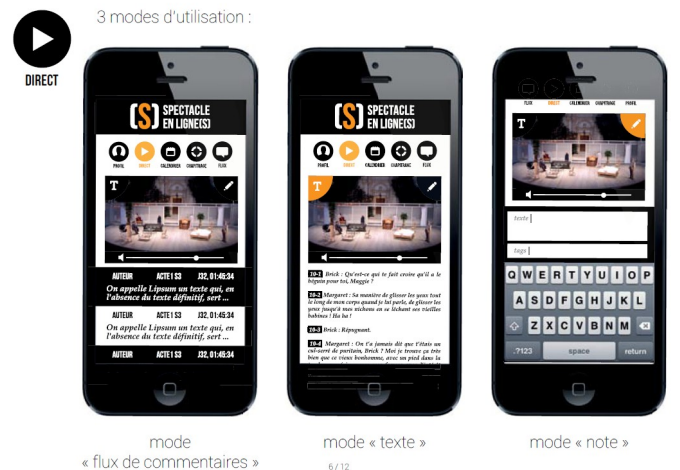 3 modes d'utilisation :
DIRECT
(S) SPECTACLE
EN LIGNE(S)
PROFIL DIRECT CALENDRIER CHAPITRAGE FLUX
T
AUTEUR ACTE I S3 J32, 01:45:34
On appelle Lipsum un texte qui, en
l'absence du texte définitif, sert ...
AUTEUR ACTE I S3 J32, 01:45:34
On appelle Lipsum un texte qui, en
l'absence du texte définitif, sert ...
AUTEUR ACTE I S3 J32, 01:45:34
mode
« flux de commentaires »
(S) SPECTACLE
EN LIGNE(S)
PROFIL DIRECT CALENDRIER CHAPITRAGE FLUX
T
10-1 Brick : Qu'est-ce qui te fait croire qu'il a le
béguin pour toi, Maggie ?
10-2 Margaret : Sa manière de glisser les yeux tout
le long de mon corps quand je lui parle, de glisser les
yeux jusqu'à mes nichons en se léchant ses vieilles
babines ! Ha ha !
10-3 Brick : Répugnant.
10-4 Margaret : On t'a jamais dit que t'étais un
cul-serré de puritain, Brick ? Moi je trouve ça très
bien que ce vieux bonhomme, avec un pied dans la
mode « texte »
FLUX DIRECT CALENDRIER CHAPITRAGE PROFIL
T
texte
tags
Q W E R T Y U I O P
A S D F G H J K L
Z X C V B N M
.?123 space return
mode « note »
6 / 12